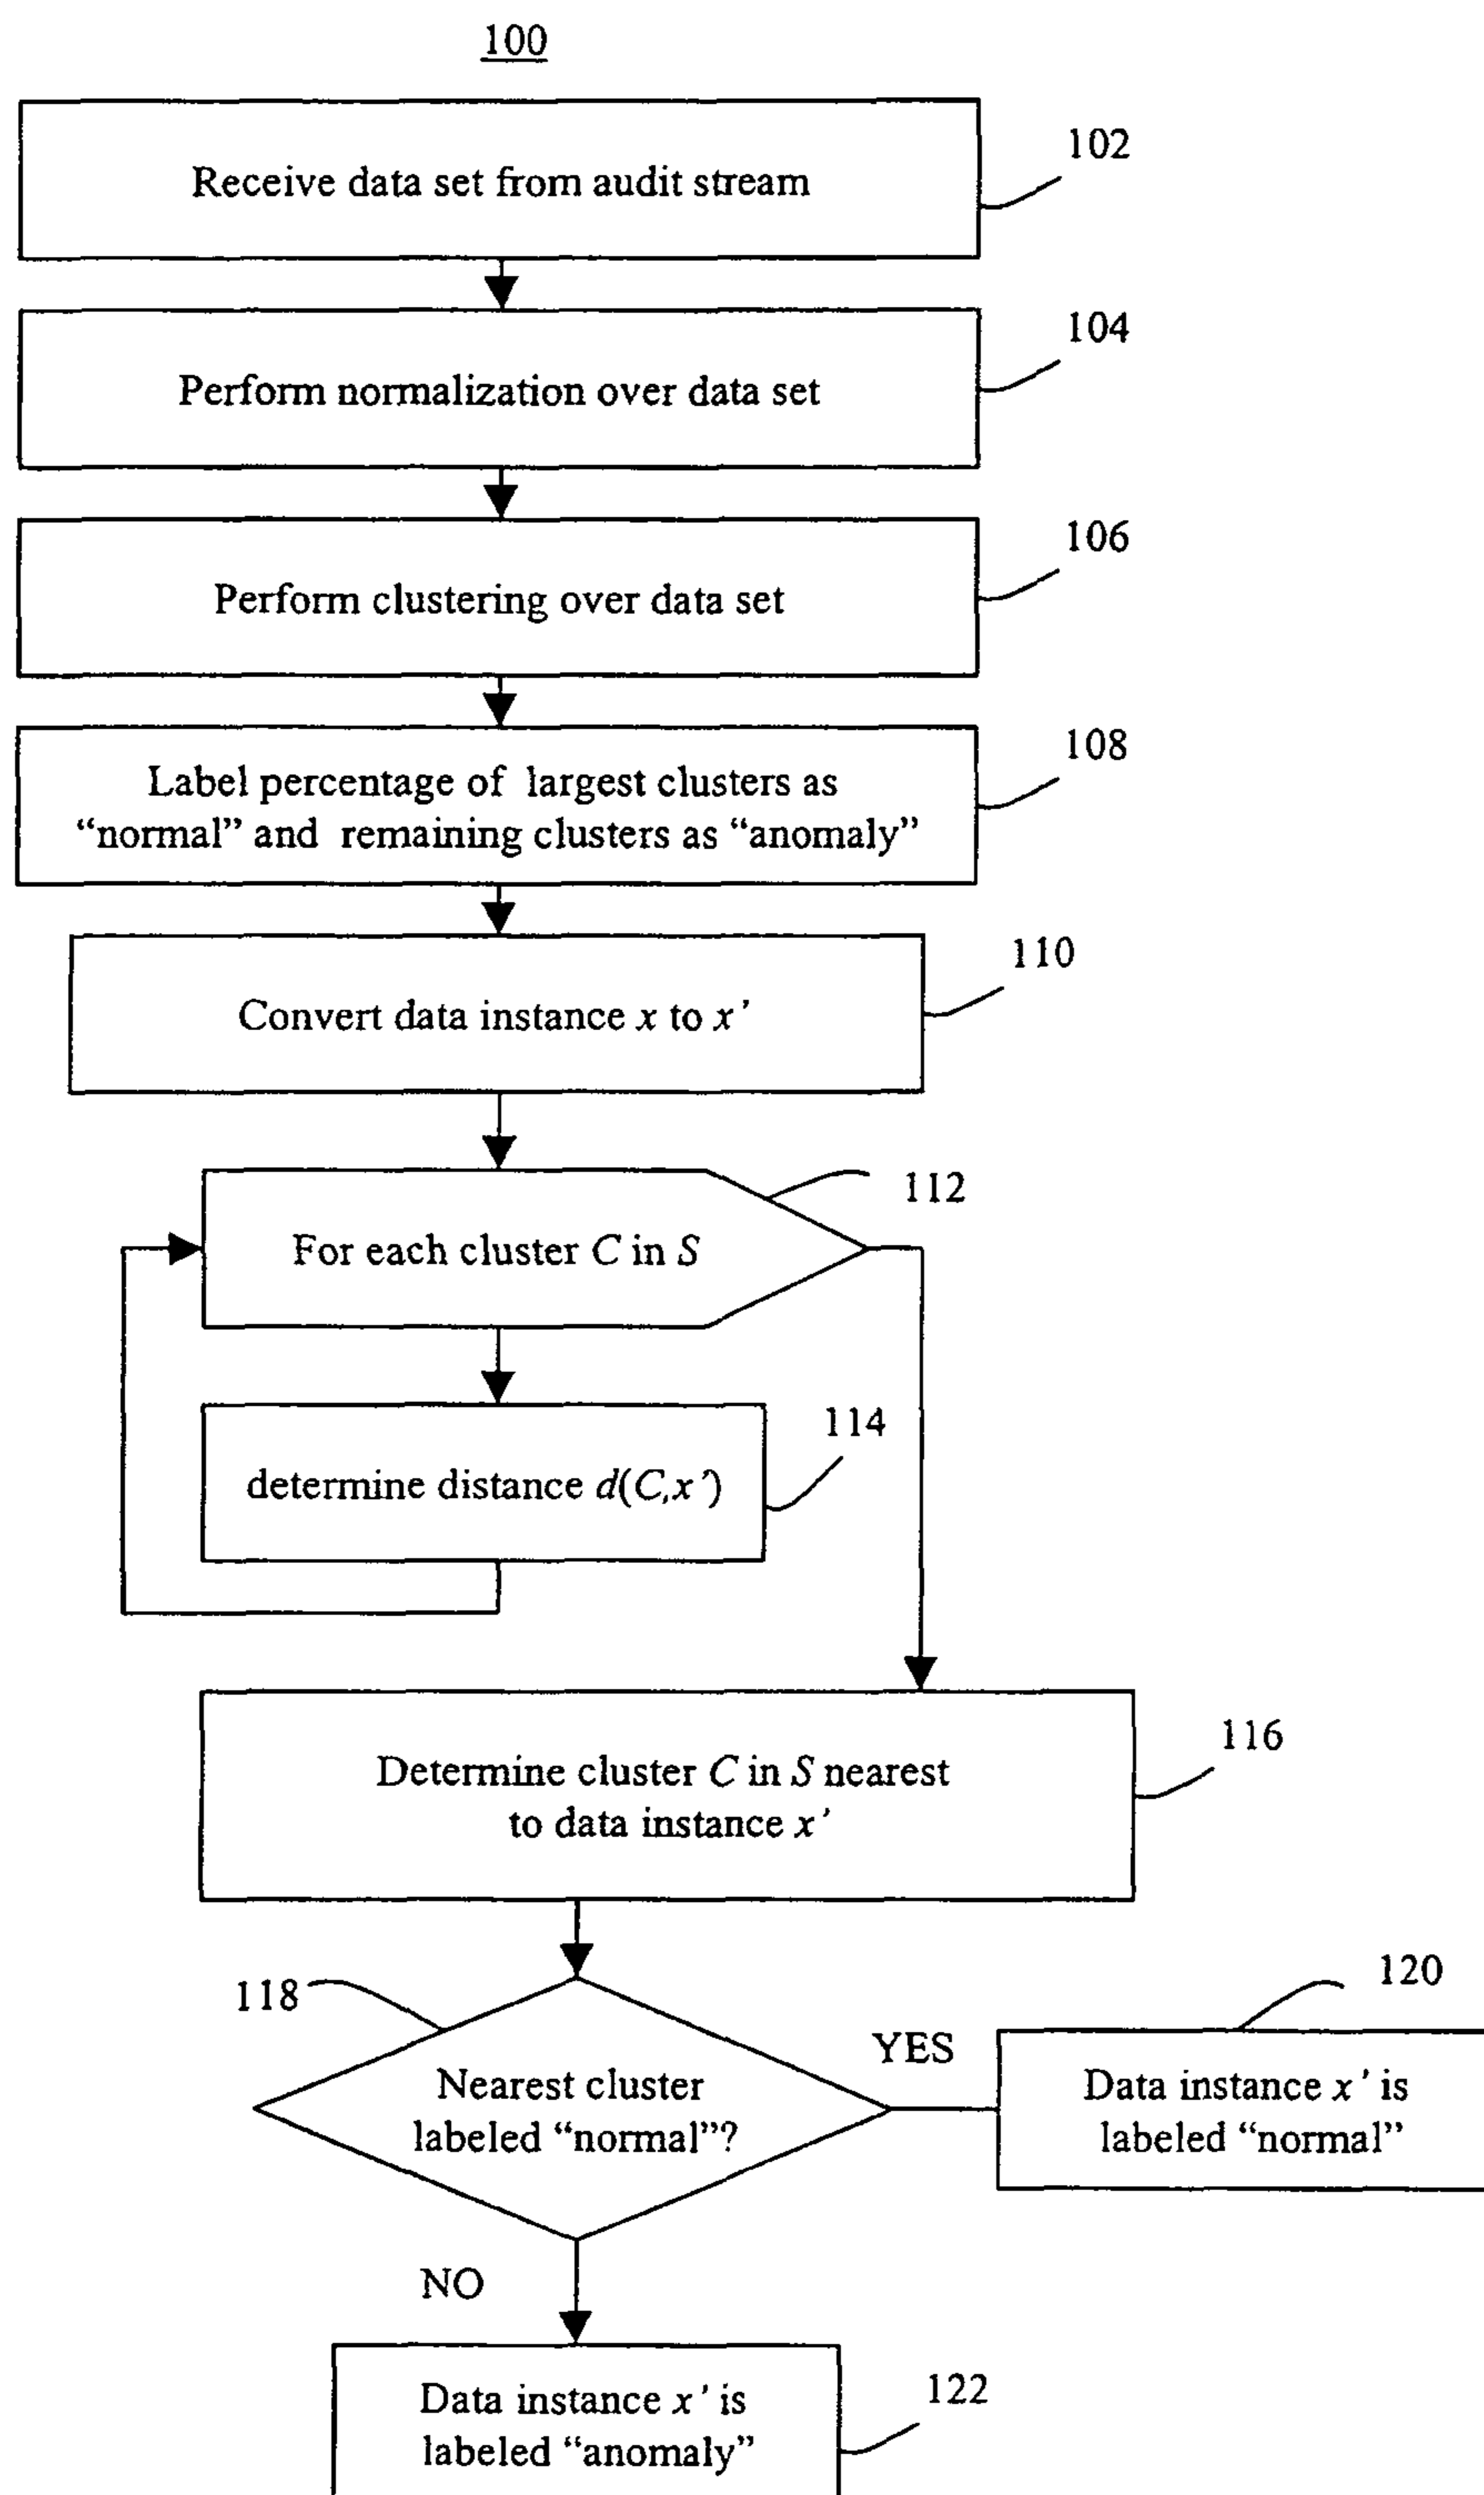 100
Receive data set from audit stream
102
Perform normalization over data set
104
Perform clustering over data set
106
Label percentage of largest clusters as
“normal” and remaining clusters as “anomaly”
108
Convert data instance x to x’
110
For each cluster C in S
112
determine distance d(C,x’)
114
Determine cluster C in S nearest
to data instance x’
116
118
Nearest cluster
labeled “normal”?
YES
120
Data instance x’ is
labeled “normal”
NO
Data instance x’ is
labeled “anomaly”
122